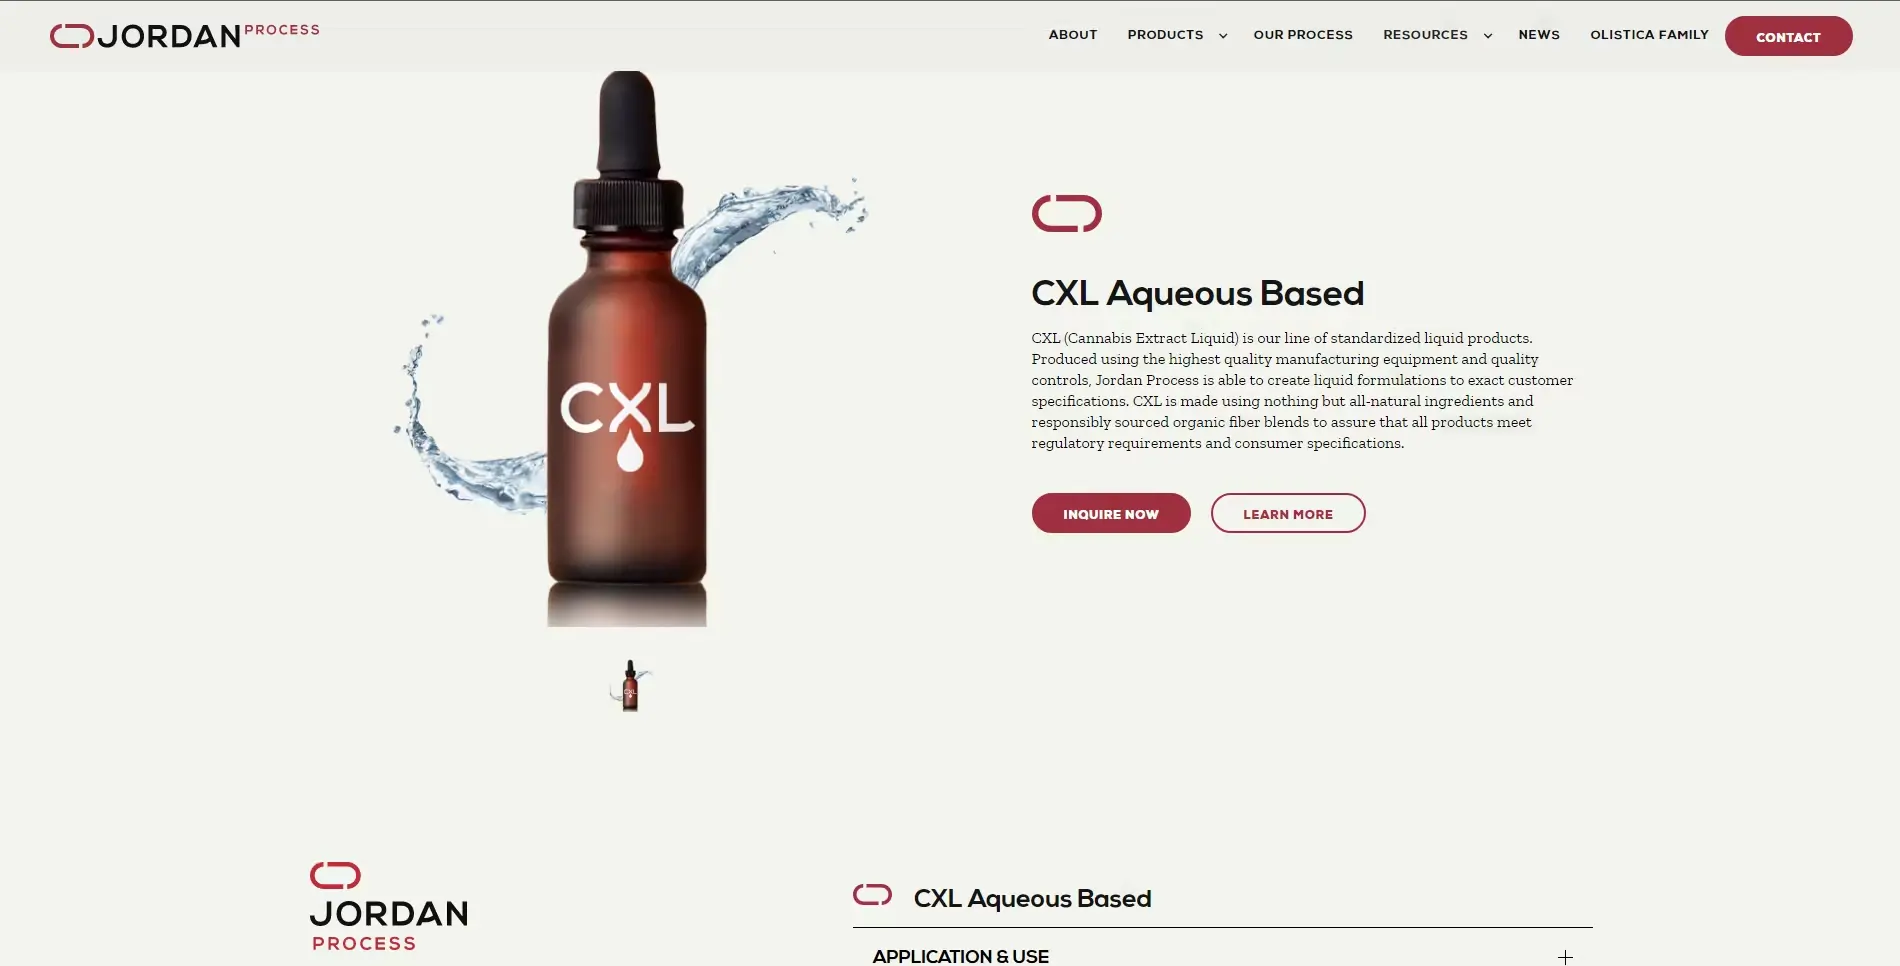 JORDAN PROCESS
ABOUT PRODUCTS OUR PROCESS RESOURCES NEWS OLISTICA FAMILY CONTACT
CXL
CXL Aqueous Based
CXL (Cannabis Extract Liquid) is our line of standardized liquid products.
Produced using the highest quality manufacturing equipment and quality
controls, Jordan Process is able to create liquid formulations to exact customer
specifications. CXL is made using nothing but all-natural ingredients and
responsibly sourced organic fiber blends to assure that all products meet
regulatory requirements and consumer specifications.
INQUIRE NOW LEARN MORE
CXL
JORDAN
PROCESS
CXL Aqueous Based
APPLICATION & USE